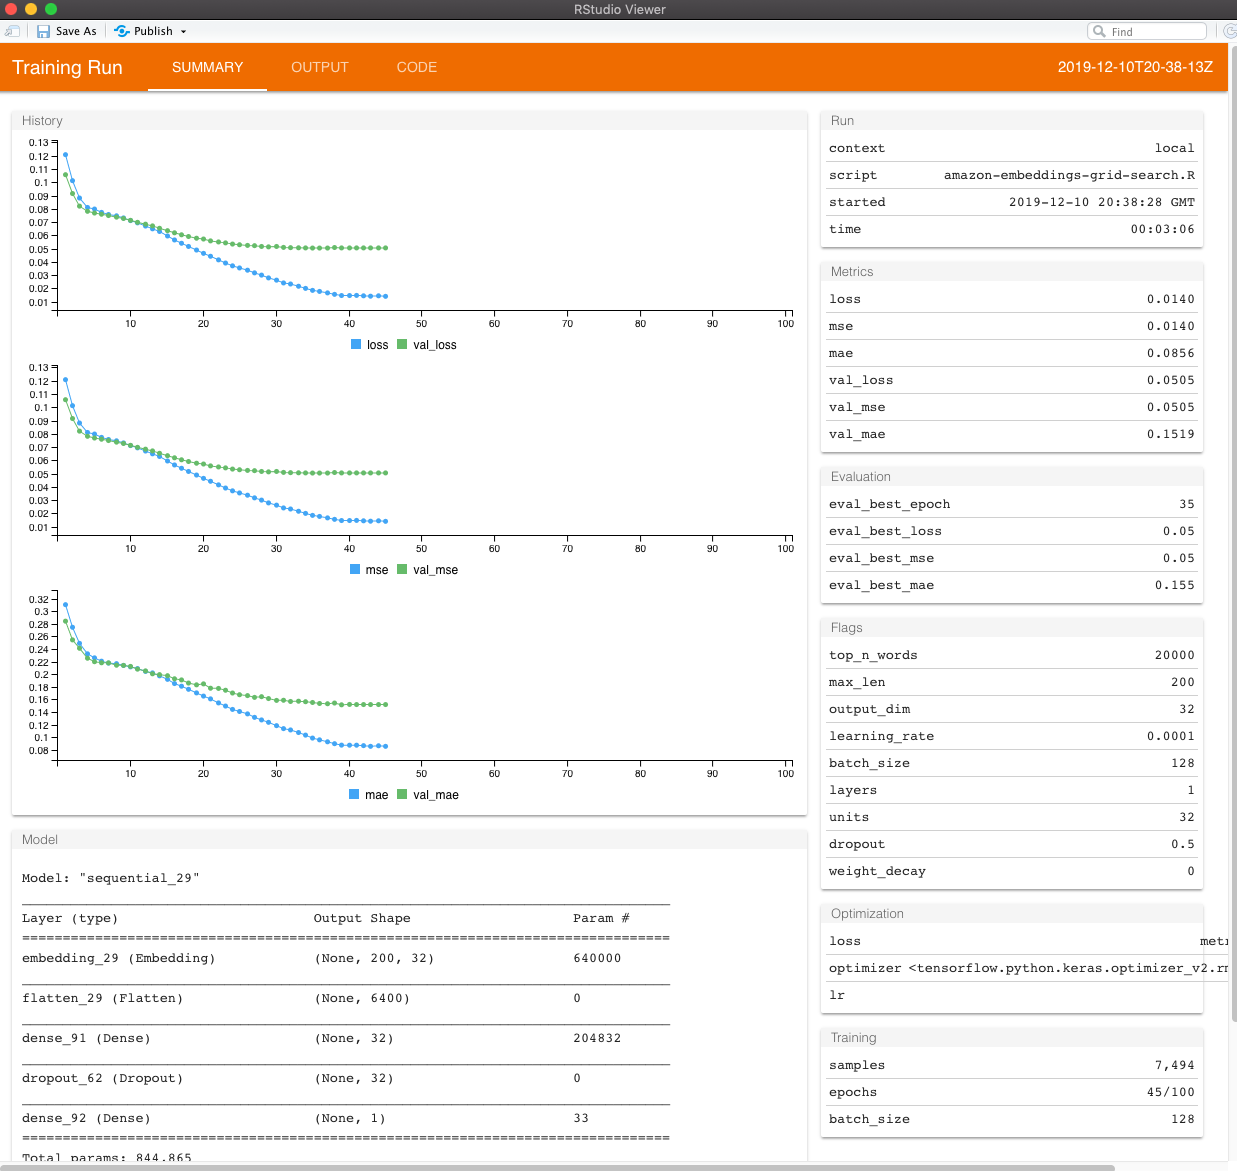 RStudio Viewer
Save As Publish Find
Training Run SUMMARY OUTPUT CODE 2019-12-10T20-38-13Z
History
0.13
0.12
0.11
0.1
0.09
0.08
0.07
0.06
0.05
0.04
0.03
0.02
0.01
10 20 30 40 50 60 70 80 90 100
loss val_loss
0.13
0.12
0.11
0.1
0.09
0.08
0.07
0.06
0.05
0.04
0.03
0.02
0.01
10 20 30 40 50 60 70 80 90 100
mse val_mse
0.32
0.3
0.28
0.26
0.24
0.22
0.2
0.18
0.16
0.14
0.12
0.1
0.08
10 20 30 40 50 60 70 80 90 100
mae val_mae
Model
Model: "sequential_29"
Layer (type) Output Shape Param #
embedding_29 (Embedding) (None, 200, 32) 640000
flatten_29 (Flatten) (None, 6400) 0
dense_91 (Dense) (None, 32) 204832
dropout_62 (Dropout) (None, 32) 0
dense_92 (Dense) (None, 1) 33
Total params: 844,865
Run
context local
script amazon-embeddings-grid-search.R
started 2019-12-10 20:38:28 GMT
time 00:03:06
Metrics
loss 0.0140
mse 0.0140
mae 0.0856
val_loss 0.0505
val_mse 0.0505
val_mae 0.1519
Evaluation
eval_best_epoch 35
eval_best_loss 0.05
eval_best_mse 0.05
eval_best_mae 0.155
Flags
top_n_words 20000
max_len 200
output_dim 32
learning_rate 0.0001
batch_size 128
layers 1
units 32
dropout 0.5
weight_decay 0
Optimization
loss metr
optimizer <tensorflow.python.keras.optimizer_v2.rm
lr
Training
samples 7,494
epochs 45/100
batch_size 128